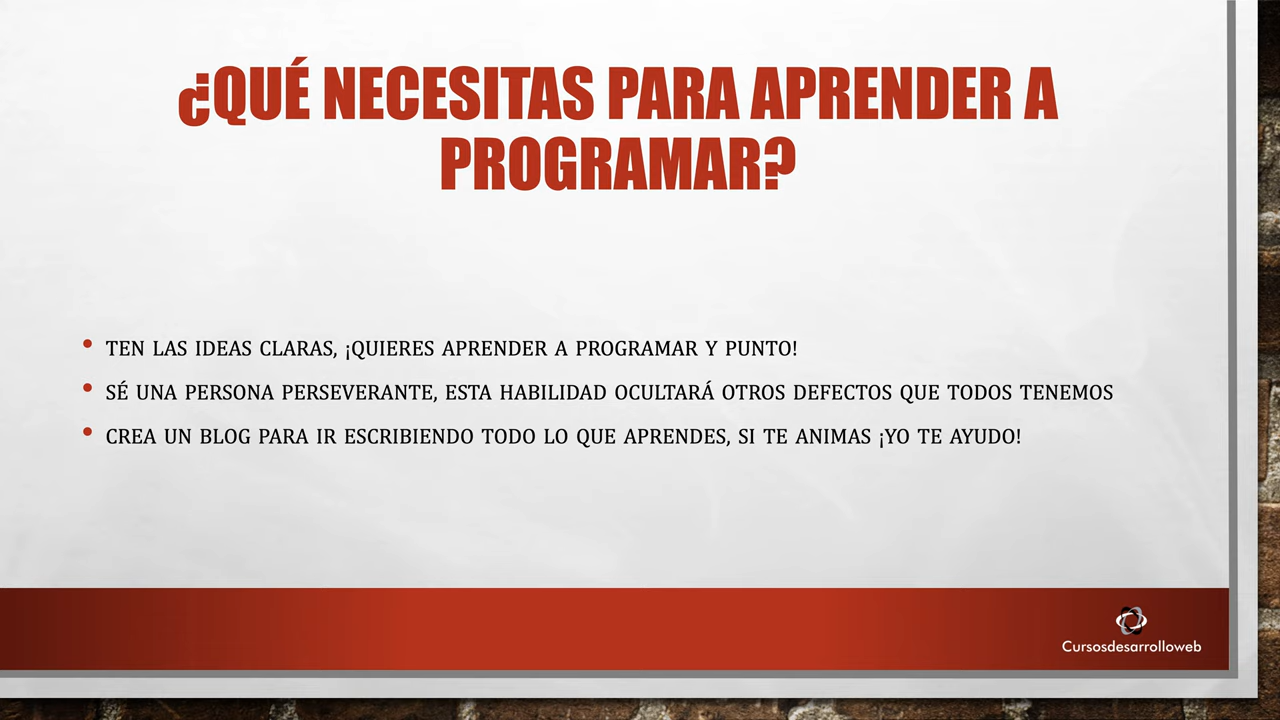 ¿QUÉ NECESITAS PARA APRENDER A
PROGRAMAR?
• TEN LAS IDEAS CLARAS, ¡QUIERES APRENDER A PROGRAMAR Y PUNTO!
• SÉ UNA PERSONA PERSEVERANTE, ESTA HABILIDAD OCULTARÁ OTROS DEFECTOS QUE TODOS TENEMOS
• CREA UN BLOG PARA IR ESCRIBIENDO TODO LO QUE APRENDES, SI TE ANIMAS ¡YO TE AYUDO!
Cursosdesarrolloweb